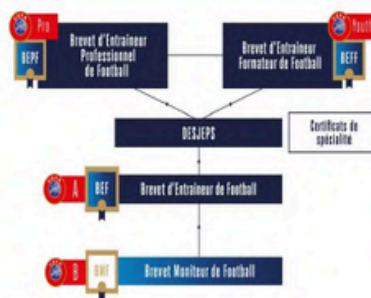 Pro
BEPF
Brevet d'Entraineur
Professionnel
de Football
Brevet d'Entraineur
Formateur de Football
Youth
BEFF
DESJEPS
Certificats de
spécialité
A
BEF
Brevet d'Entraineur de Football
B
BMF
Brevet Moniteur de Football